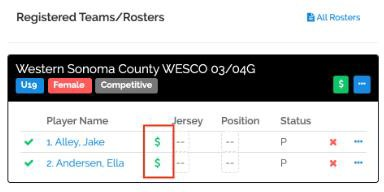 Registered Teams/Rosters
All Rosters
Western Sonoma County WESCO 03/04G
U19 Female Competitive $ ...
Player Name Jersey Position Status
1. Alley, Jake $ -- -- P
2. Andersen, Ella $ -- -- P